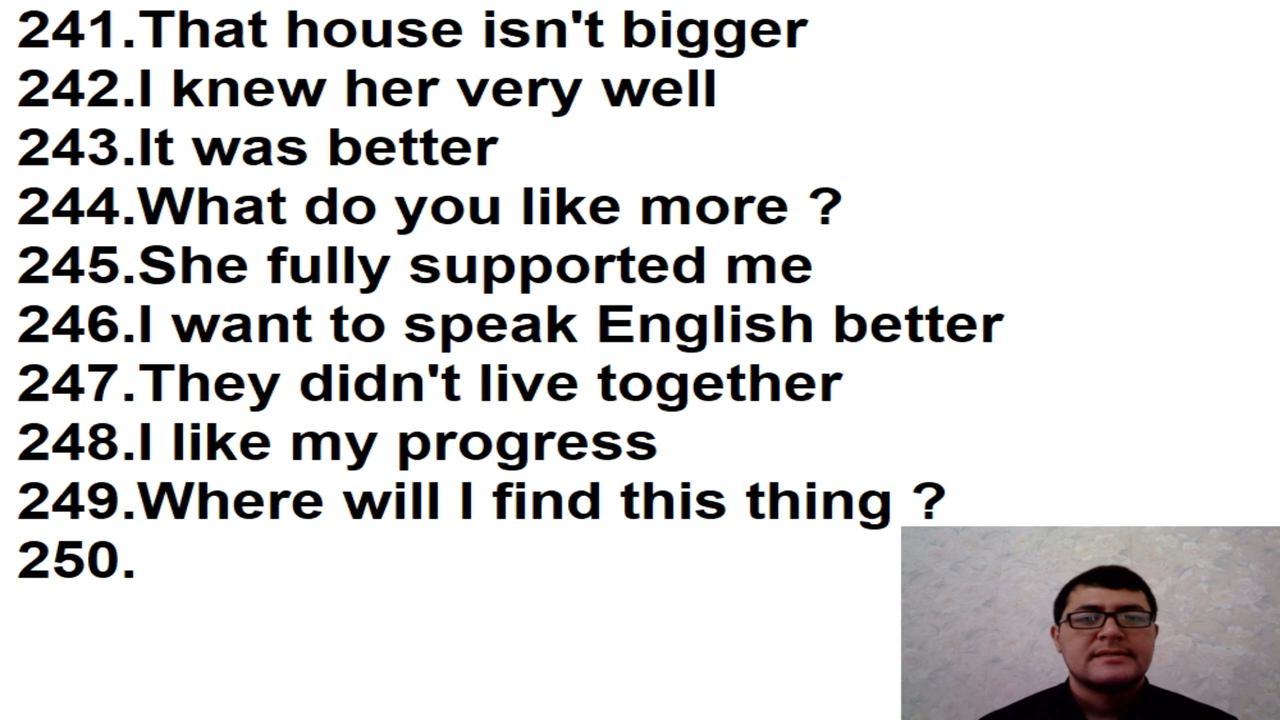 241.That house isn't bigger
242.I knew her very well
243.It was better
244.What do you like more ?
245.She fully supported me
246.I want to speak English better
247.They didn't live together
248.I like my progress
249.Where will I find this thing ?
250.